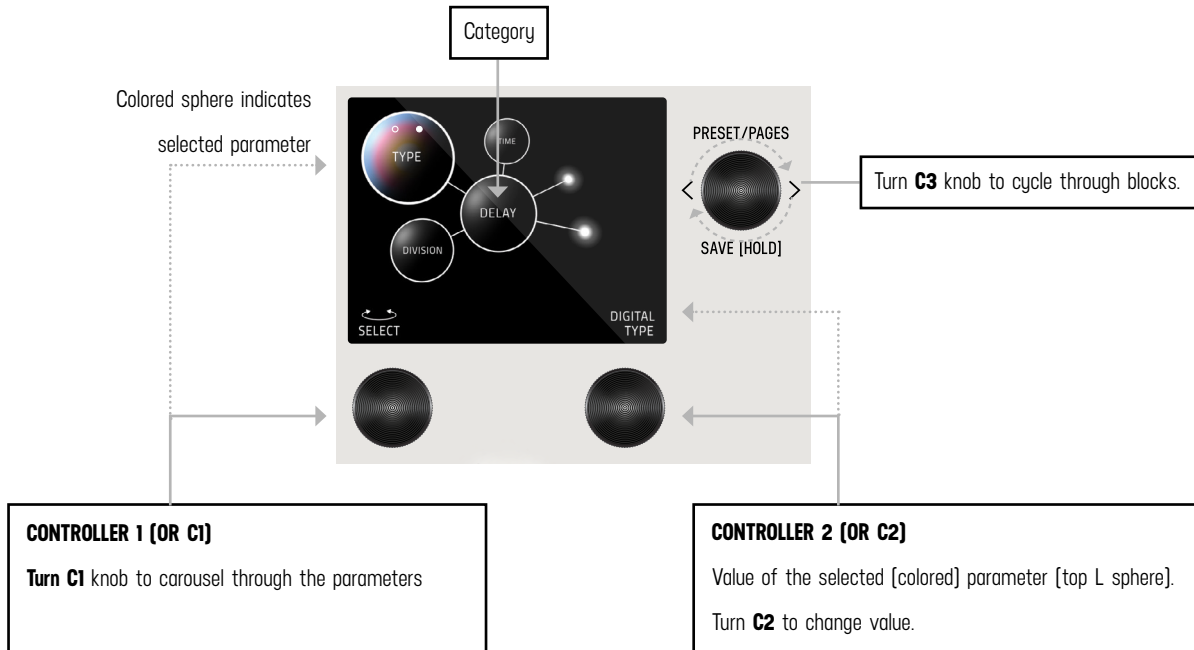 Category
Colored sphere indicates
selected parameter
TYPE
TIME
DELAY
DIVISION
SELECT
DIGITAL
TYPE
PRESET/PAGES
< >
SAVE [HOLD]
Turn C3 knob to cycle through blocks.
CONTROLLER 1 (OR C1)
Turn C1 knob to carousel through the parameters
CONTROLLER 2 (OR C2)
Value of the selected (colored) parameter (top L sphere).
Turn C2 to change value.